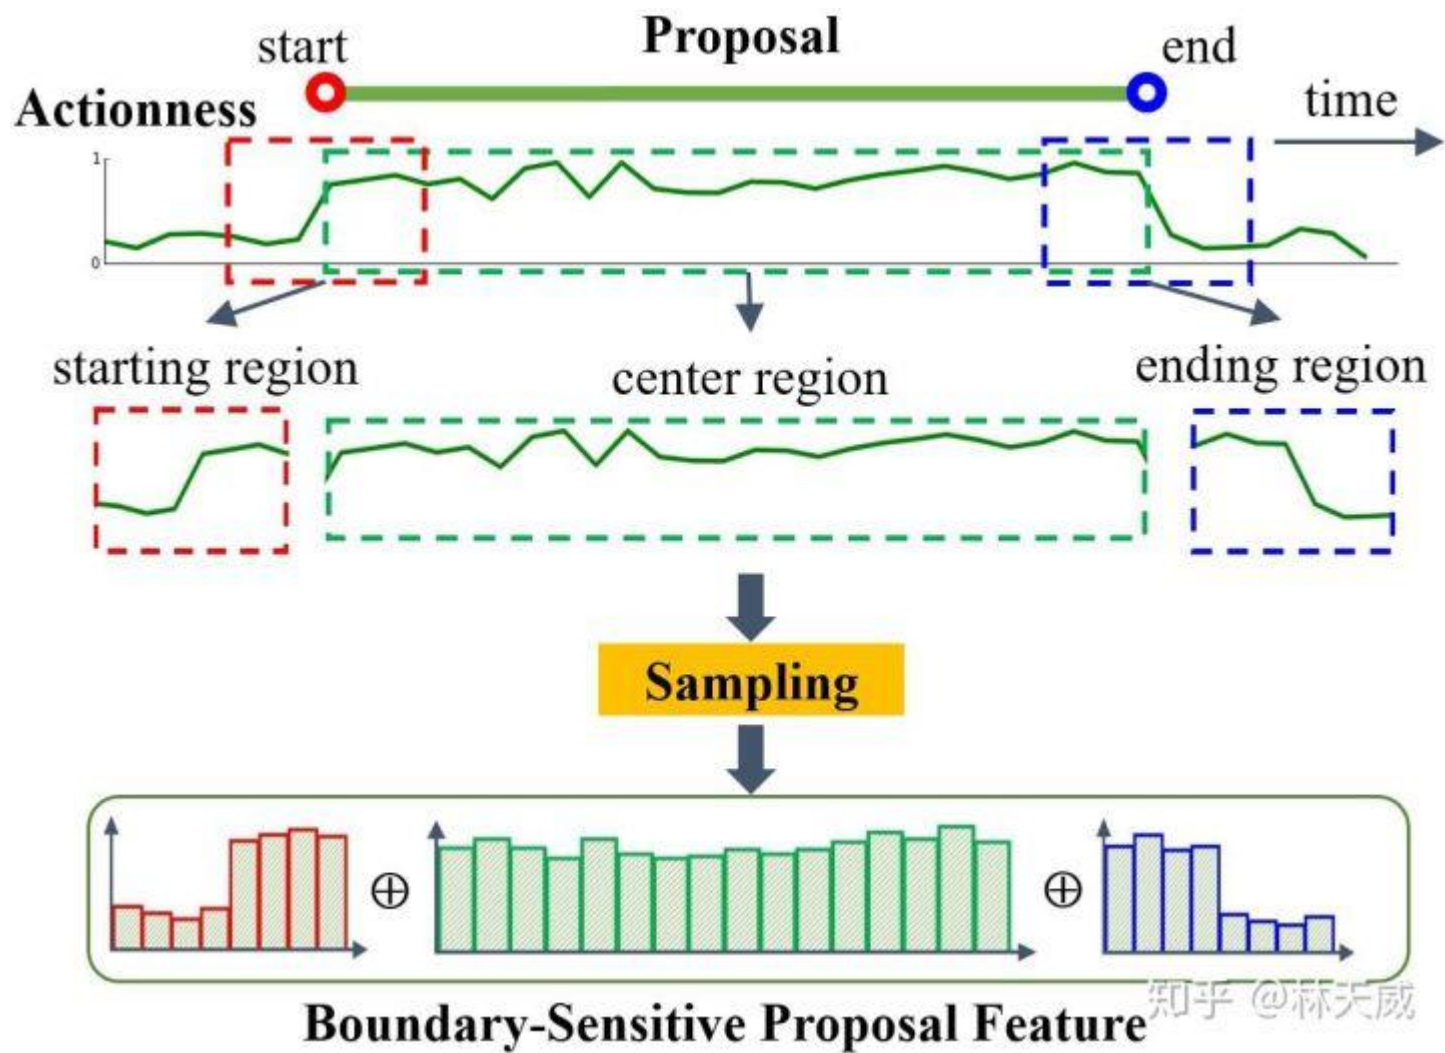 Proposal
start
end
Actionness
time
1
0
starting region
center region
ending region
Sampling
⊕
⊕
Boundary-Sensitive Proposal Feature
知乎 @林天威